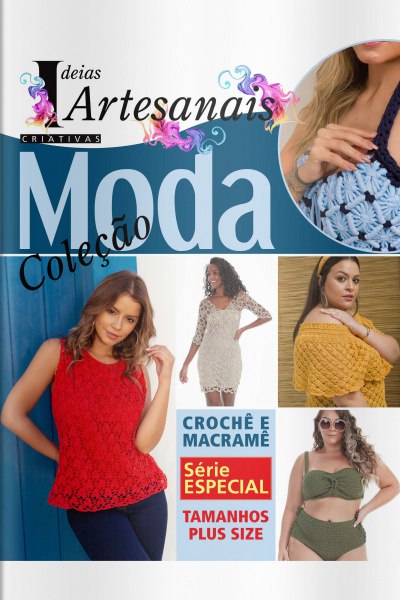 Ideias
Artesanais
CRIATIVAS
Moda
Coleção
CROCHÊ E
MACRAMÊ
Série
ESPECIAL
TAMANHOS
PLUS SIZE